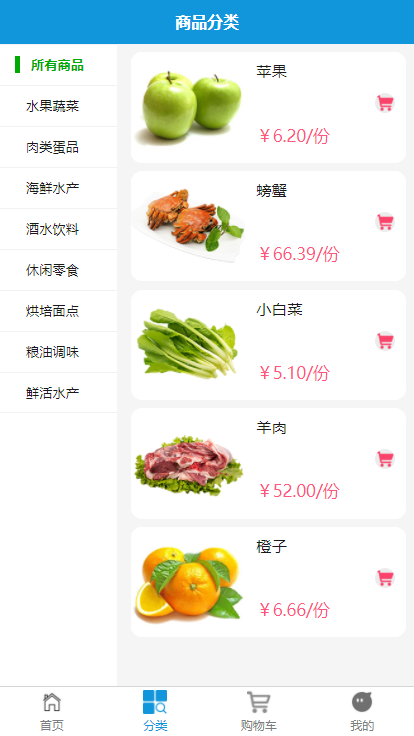 商品分类
所有商品
水果蔬菜
肉类蛋品
海鲜水产
酒水饮料
休闲零食
烘培面点
粮油调味
鲜活水产
苹果
￥6.20/份
螃蟹
￥66.39/份
小白菜
￥5.10/份
羊肉
￥52.00/份
橙子
￥6.66/份
首页
分类
购物车
我的